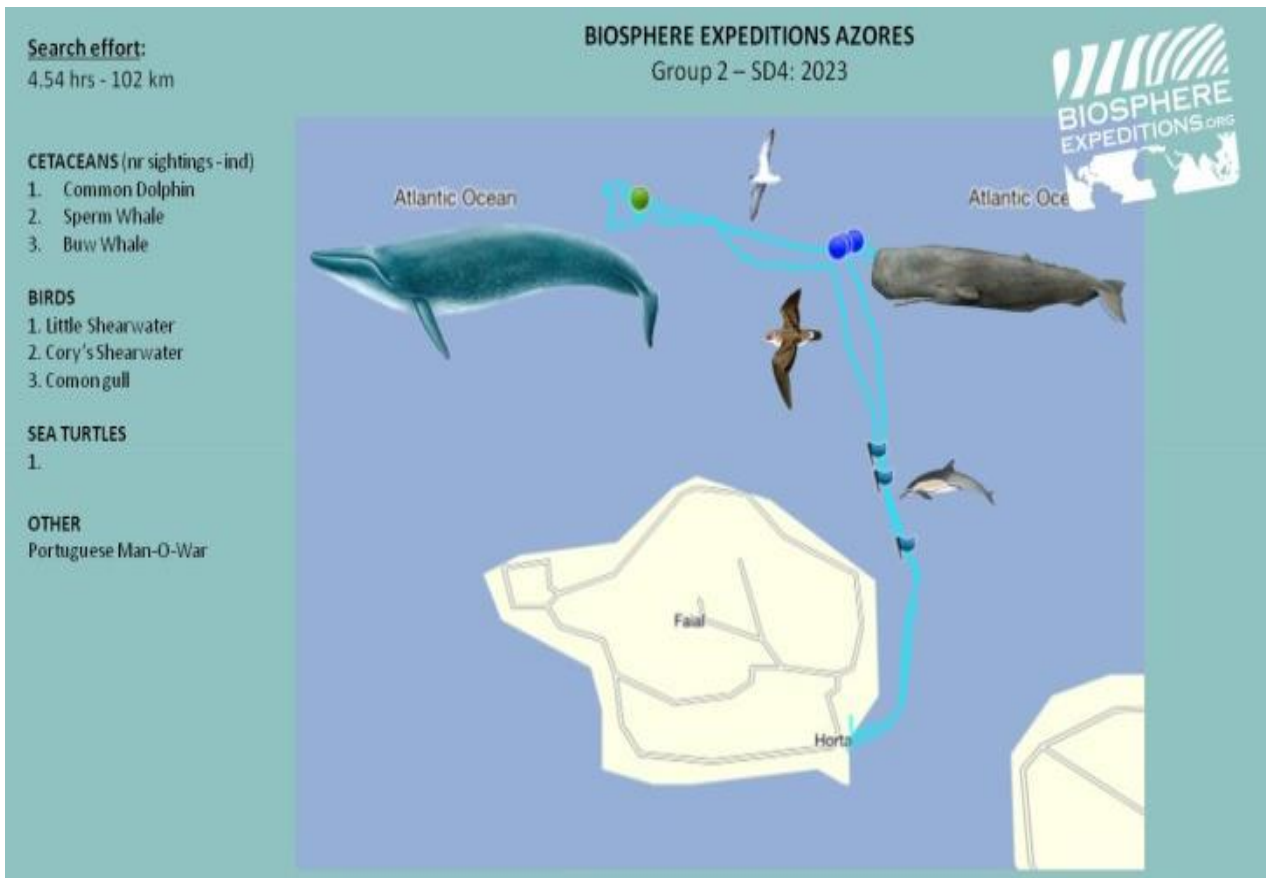 Search effort:
4.54 hrs - 102 km
BIOSPHERE EXPEDITIONS AZORES
Group 2 – SD4: 2023
BIOSPHERE
EXPEDITIONS.ORG
CETACEANS (nr sightings - ind)
1. Common Dolphin
2. Sperm Whale
3. Buw Whale
BIRDS
1. Little Shearwater
2. Cory's Shearwater
3. Comon gull
SEA TURTLES
1.
OTHER
Portuguese Man-O-War
Atlantic Ocean
Atlantic Oce
Faial
Horta